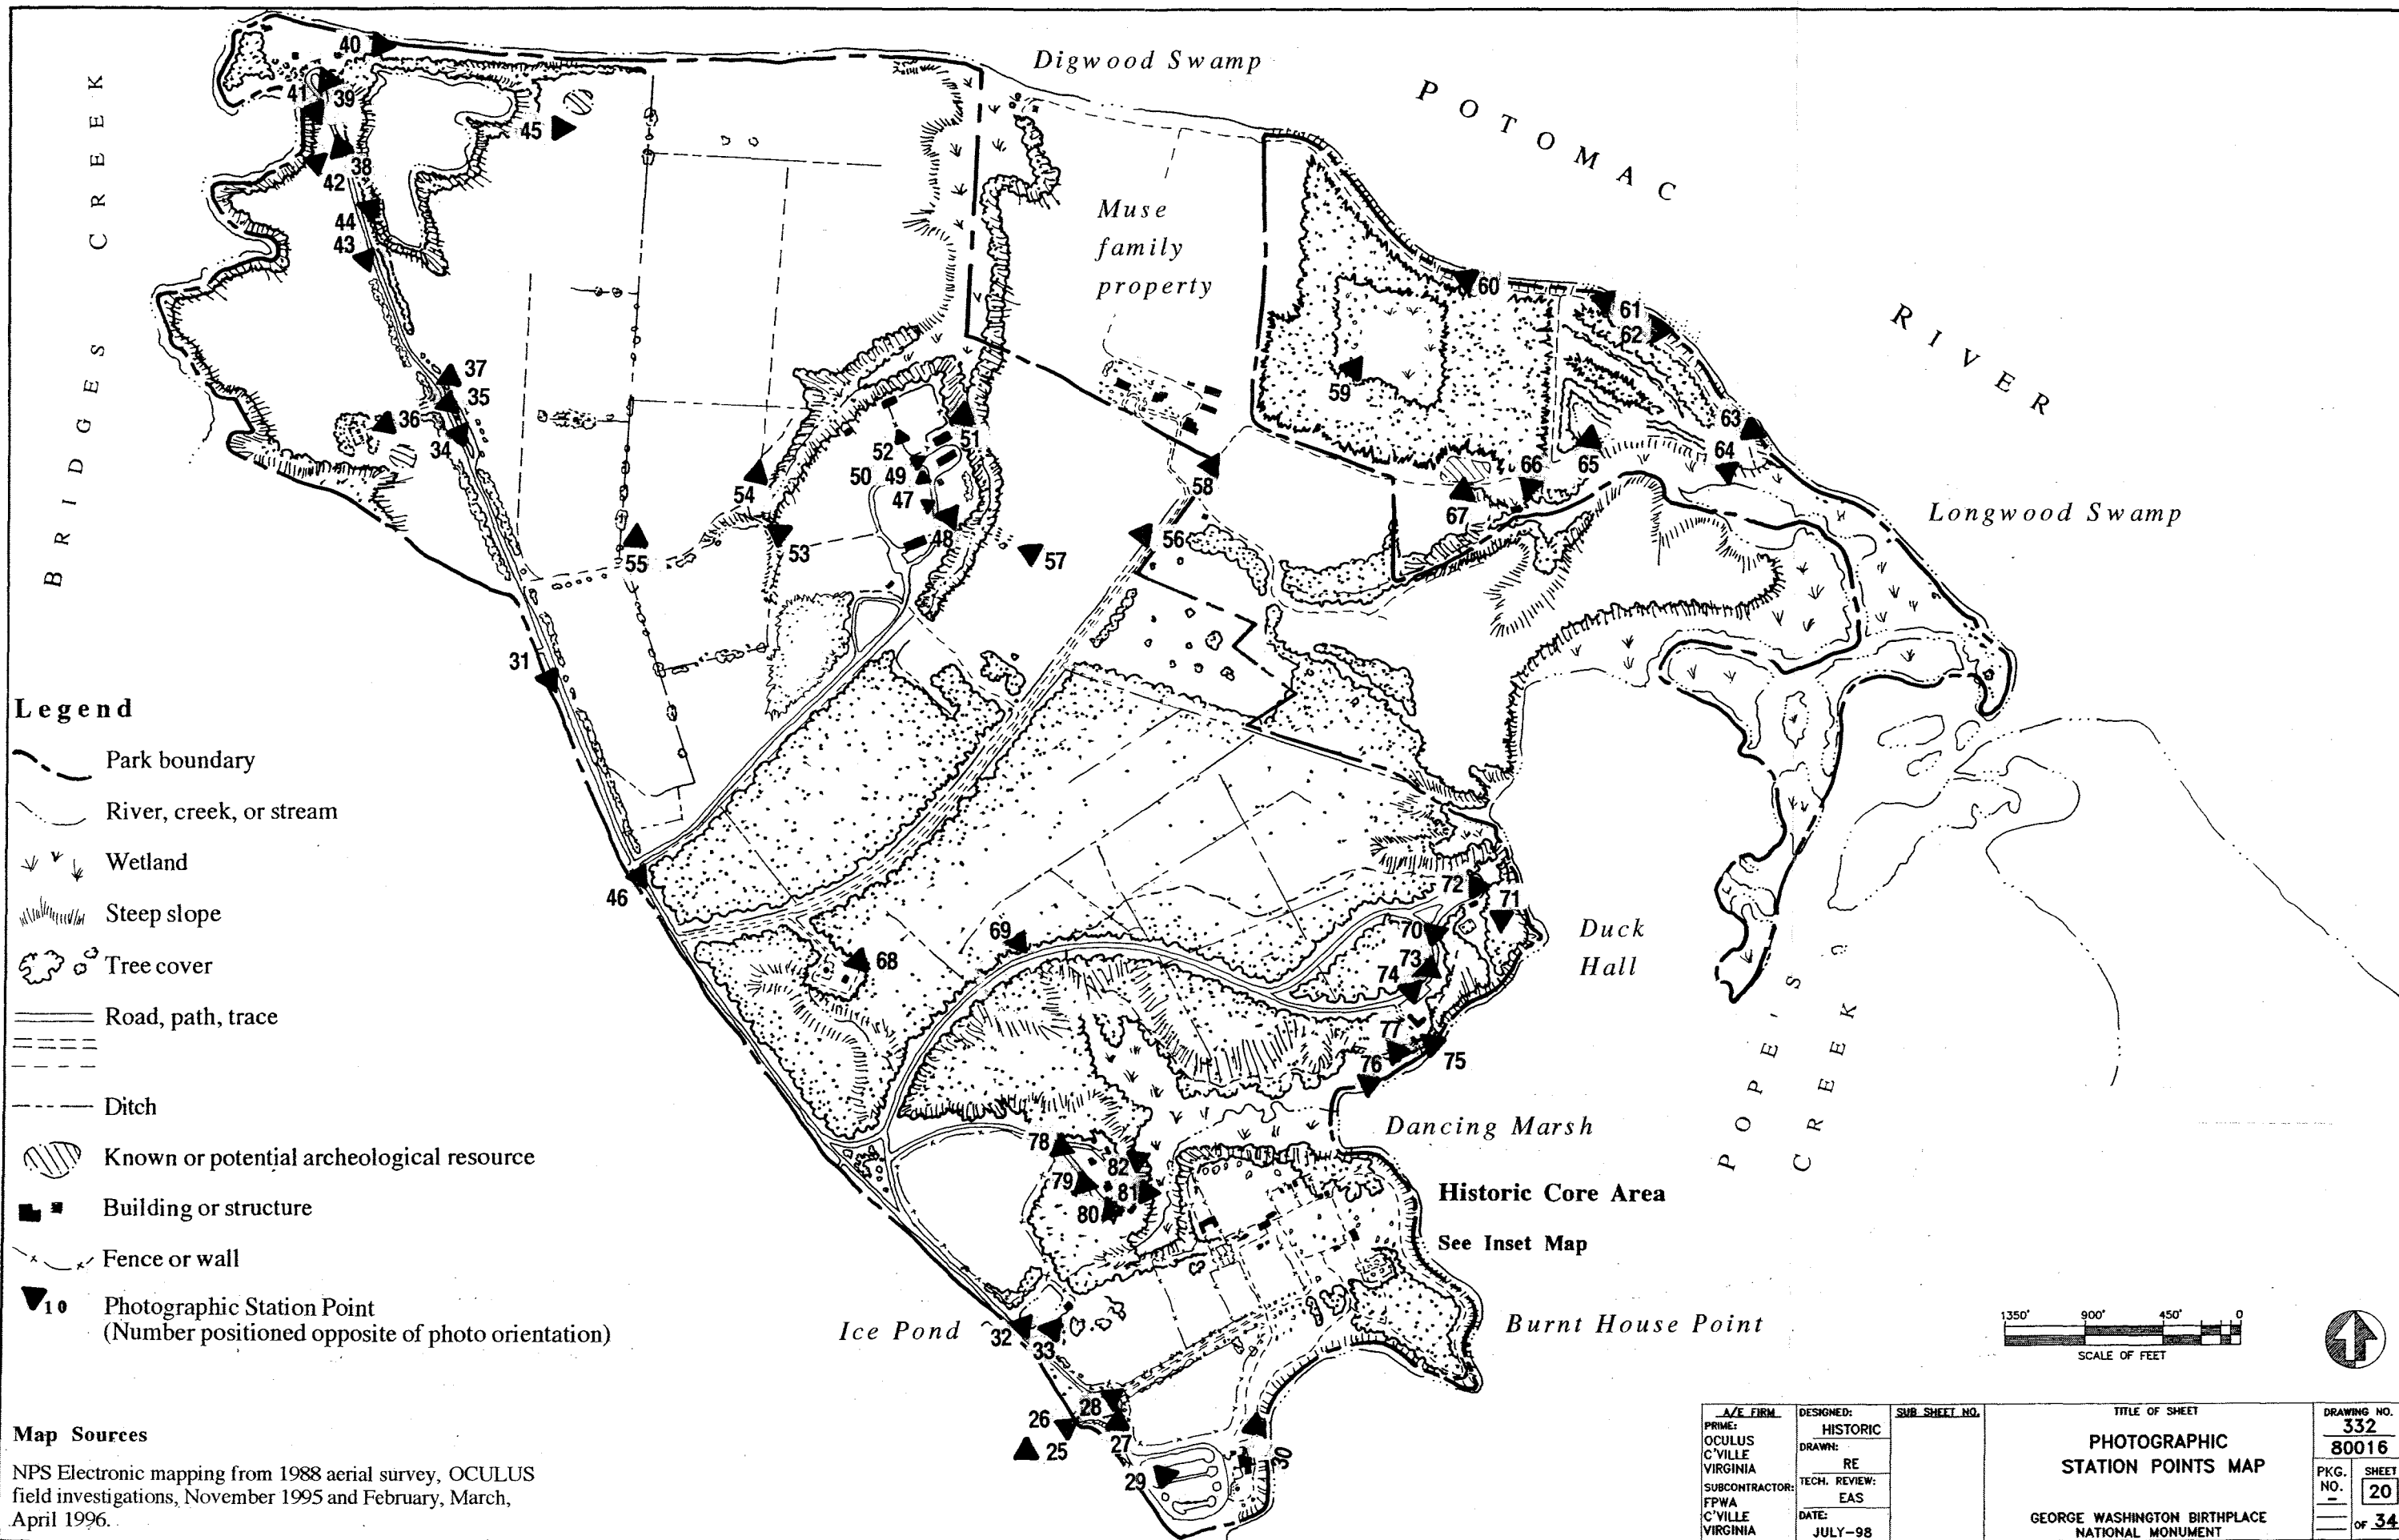 Digwood Swamp
POTOMAC
RIVER
BRIDGES CREEK
Muse
family
property
Longwood Swamp
Duck
Hall
POPE'S
CREEK
Dancing Marsh
Historic Core Area
See Inset Map
Burnt House Point
Ice Pond
40
41
39
45
38
42
44
43
37
35
36
34
31
46
54
55
53
52
51
50
49
47
48
57
56
58
59
60
61
62
63
64
65
66
67
68
69
70
71
72
73
74
77
76
75
78
79
80
82
81
32
33
28
26
25
27
29
30
Legend
Park boundary
River, creek, or stream
Wetland
Steep slope
Tree cover
Road, path, trace
Ditch
Known or potential archeological resource
Building or structure
Fence or wall
10 Photographic Station Point
(Number positioned opposite of photo orientation)
Map Sources
NPS Electronic mapping from 1988 aerial survey, OCULUS
field investigations, November 1995 and February, March,
April 1996.
1350' 900' 450' 0
SCALE OF FEET
A/E FIRM
PRIME:
OCULUS
C'VILLE
VIRGINIA
SUBCONTRACTOR:
FPWA
C'VILLE
VIRGINIA
DESIGNED:
HISTORIC
DRAWN:
RE
TECH. REVIEW:
EAS
DATE:
JULY-98
SUB SHEET NO.
TITLE OF SHEET
PHOTOGRAPHIC
STATION POINTS MAP
GEORGE WASHINGTON BIRTHPLACE
NATIONAL MONUMENT
DRAWING NO.
332
80016
PKG.
NO.
-
SHEET
20
OF 34